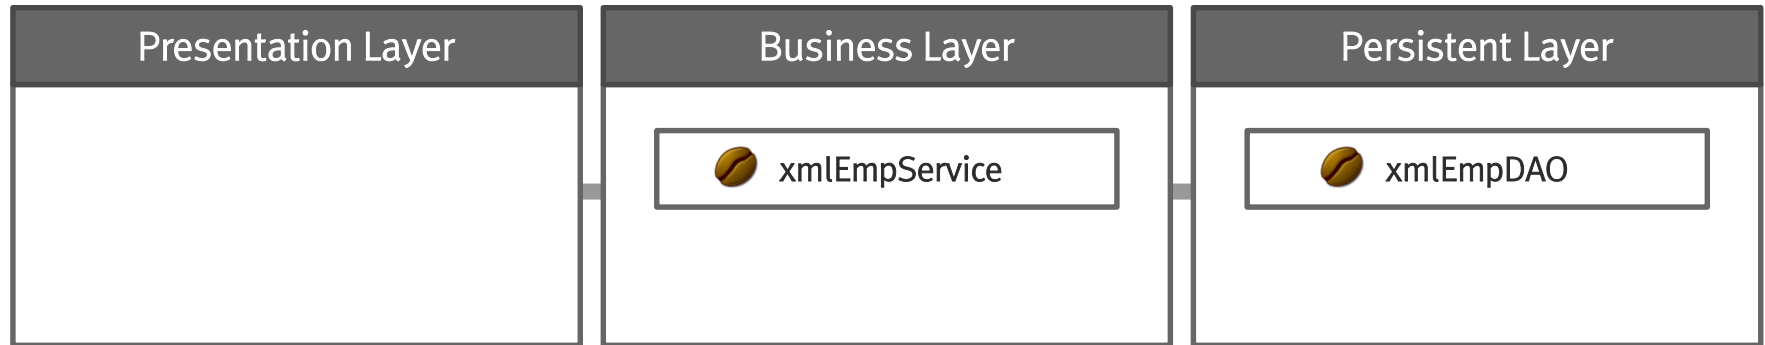 Presentation Layer
Business Layer
Persistent Layer
xmlEmpService
xmlEmpDAO